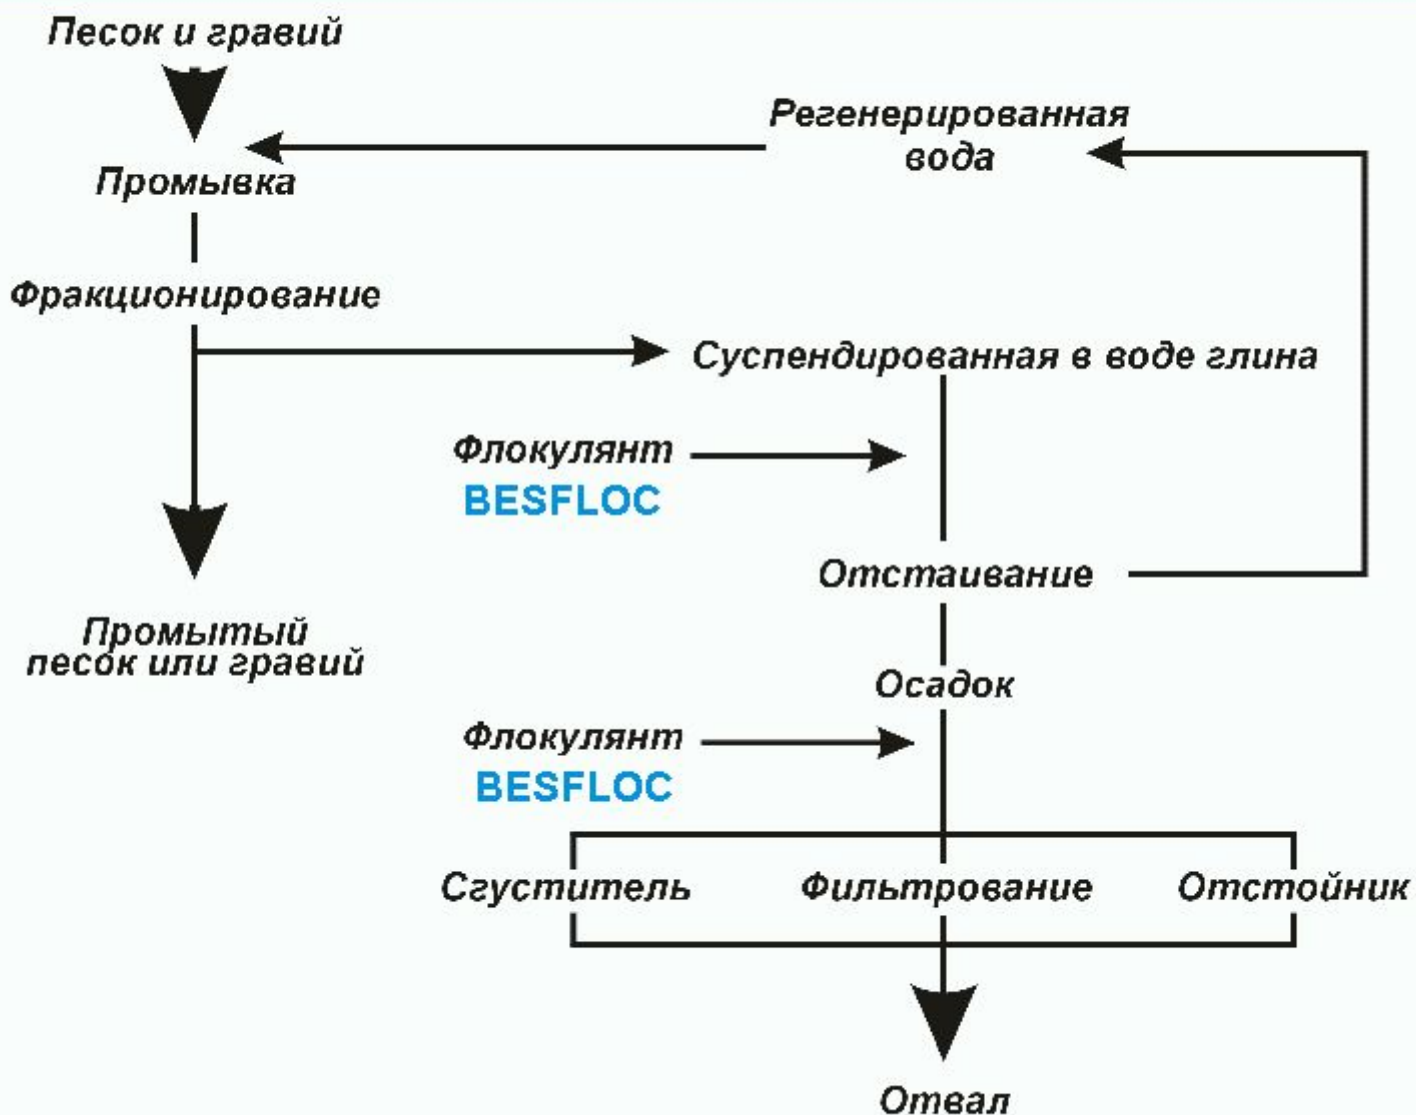 Песок и гравий
Регенерированная
вода
Промывка
Фракционирование
Суспендированная в воде глина
Флокулянт
BESFLOC
Отстаивание
Промытый
песок или гравий
Осадок
Флокулянт
BESFLOC
Сгуститель
Фильтрование
Отстойник
Отвал